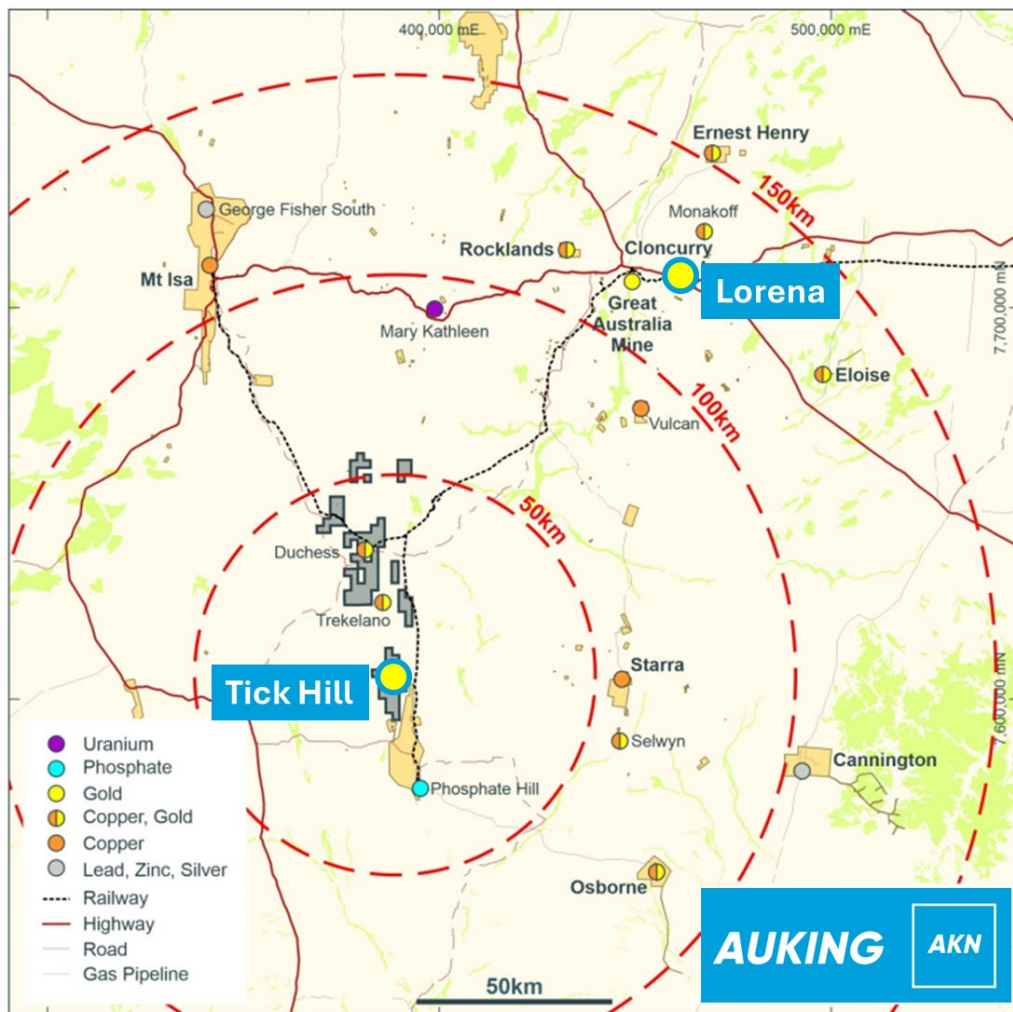 400,000 mE
500,000 mE
Ernest Henry
150km
George Fisher South
Monakoff
Rocklands
Cloncurry
Mt Isa
Lorena
Great
Australia
Mine
Mary Kathleen
7,700,000 mN
Eloise
100km
Vulcan
50km
Duchess
Trekelano
Starra
Tick Hill
7,600,000 mN
Selwyn
Cannington
Phosphate Hill
Osborne
Uranium
Phosphate
Gold
Copper, Gold
Copper
Lead, Zinc, Silver
Railway
Highway
Road
Gas Pipeline
50km
AUKING
AKN